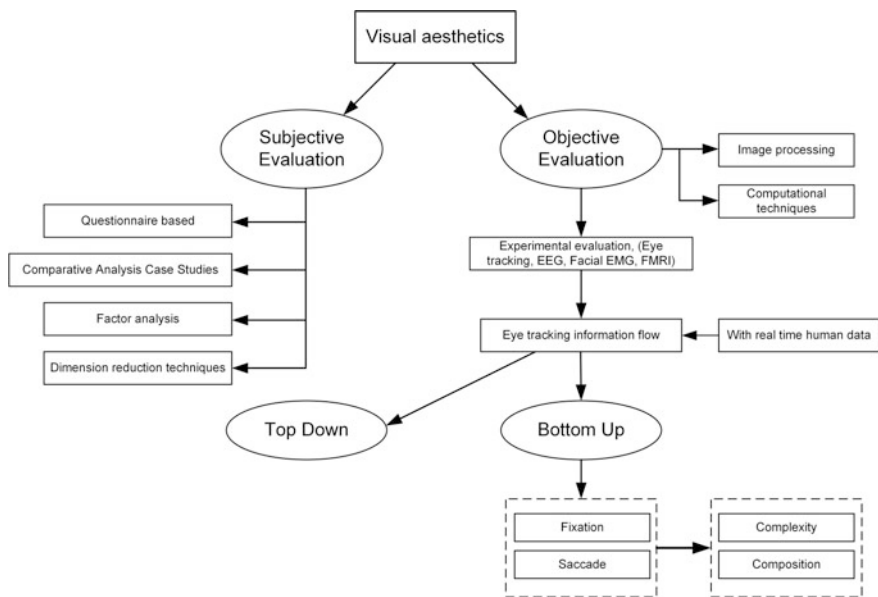 Visual aesthetics
Subjective
Evaluation
Objective
Evaluation
Image processing
Computational
techniques
Questionnaire based
Comparative Analysis Case Studies
Factor analysis
Dimension reduction techniques
Experimental evaluation, (Eye
tracking, EEG, Facial EMG, FMRI)
Eye tracking information flow
With real time human data
Top Down
Bottom Up
Fixation
Saccade
Complexity
Composition